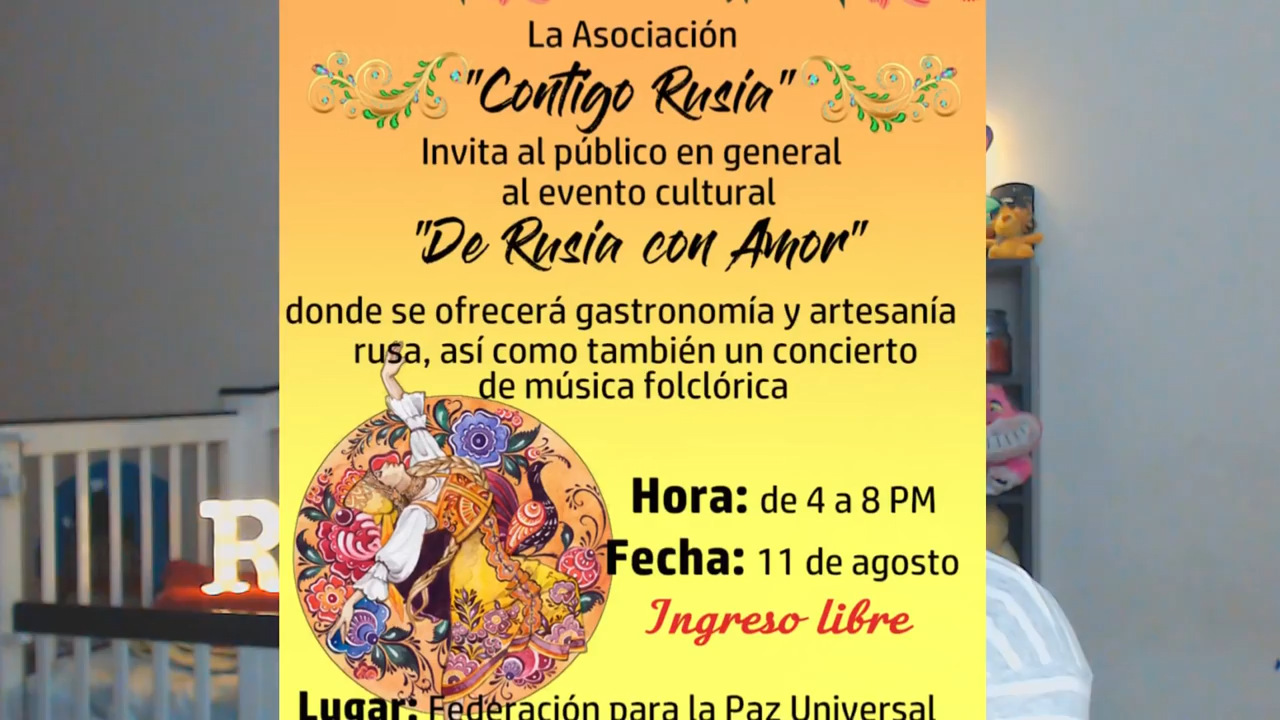 La Asociación
"Contigo Rusia"
Invita al público en general
al evento cultural
"De Rusia con Amor"
donde se ofrecerá gastronomía y artesanía
rusa, así como también un concierto
de música folclórica
Hora: de 4 a 8 PM
Fecha: 11 de agosto
R
Ingreso libre
Lugar: Federación para la Paz Universal